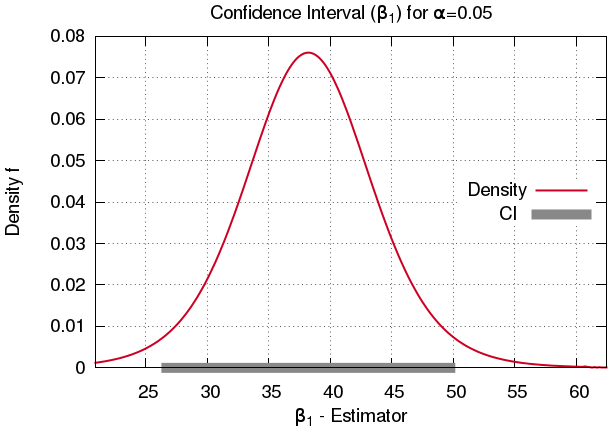 Confidence Interval (β₁) for α=0.05
0.08
0.07
0.06
0.05
0.04
0.03
0.02
0.01
0
Density f
Density
CI
25 30 35 40 45 50 55 60
β₁ - Estimator